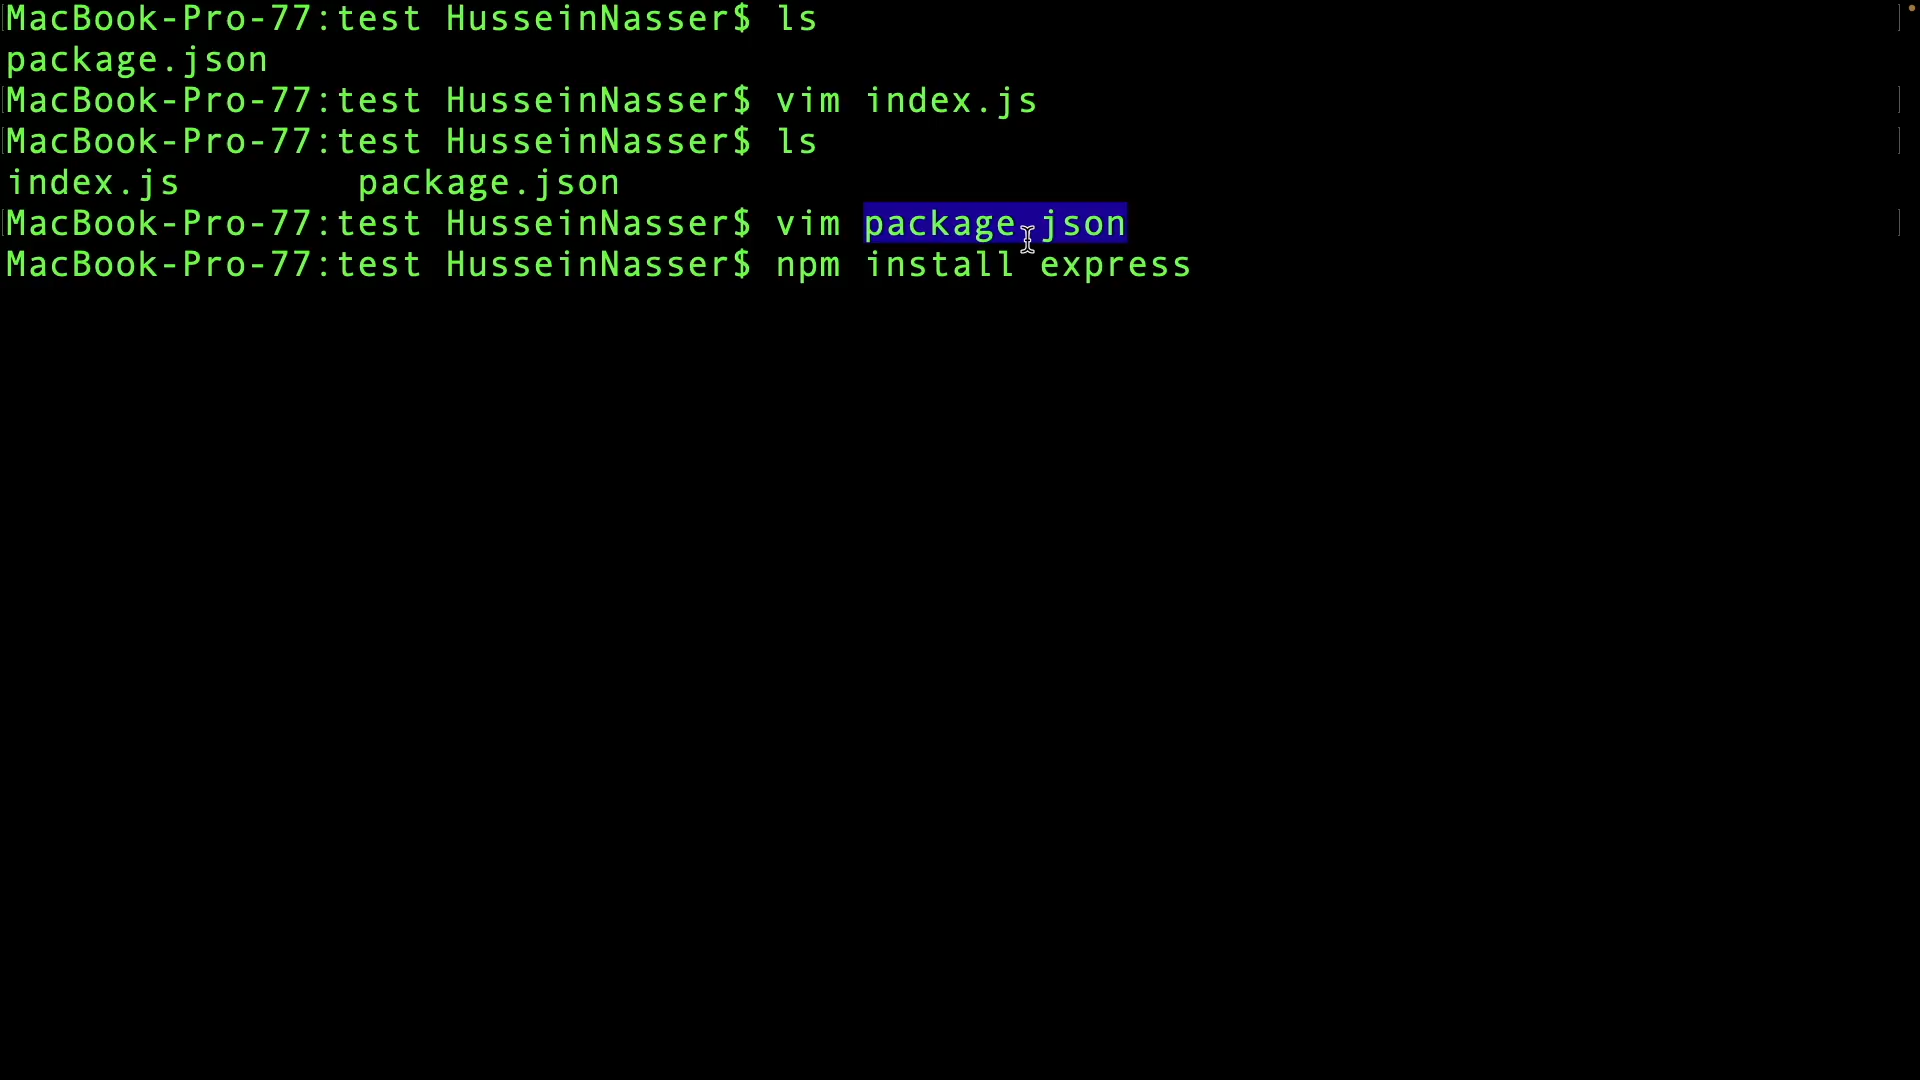 MacBook-Pro-77:test HusseinNasser$ ls
package.json
MacBook-Pro-77:test HusseinNasser$ vim index.js
MacBook-Pro-77:test HusseinNasser$ ls
index.js        package.json
MacBook-Pro-77:test HusseinNasser$ vim package.json
MacBook-Pro-77:test HusseinNasser$ npm install express